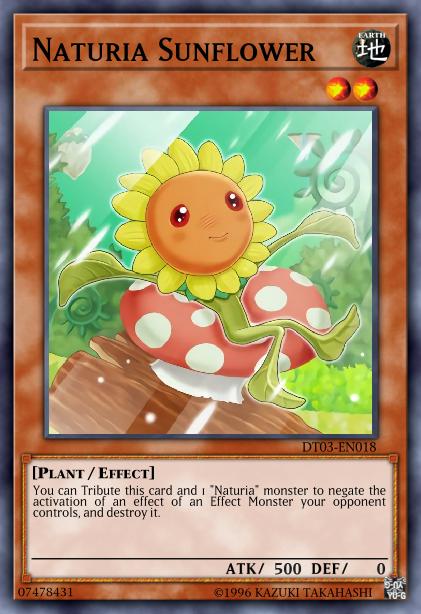 NATURIA SUNFLOWER
EARTH
地
DT03-EN018
[PLANT / EFFECT]
You can Tribute this card and 1 "Naturia" monster to negate the
activation of an effect of an Effect Monster your opponent
controls, and destroy it.
ATK/ 500 DEF/ 0
07478431 ©1996 KAZUKI TAKAHASHI